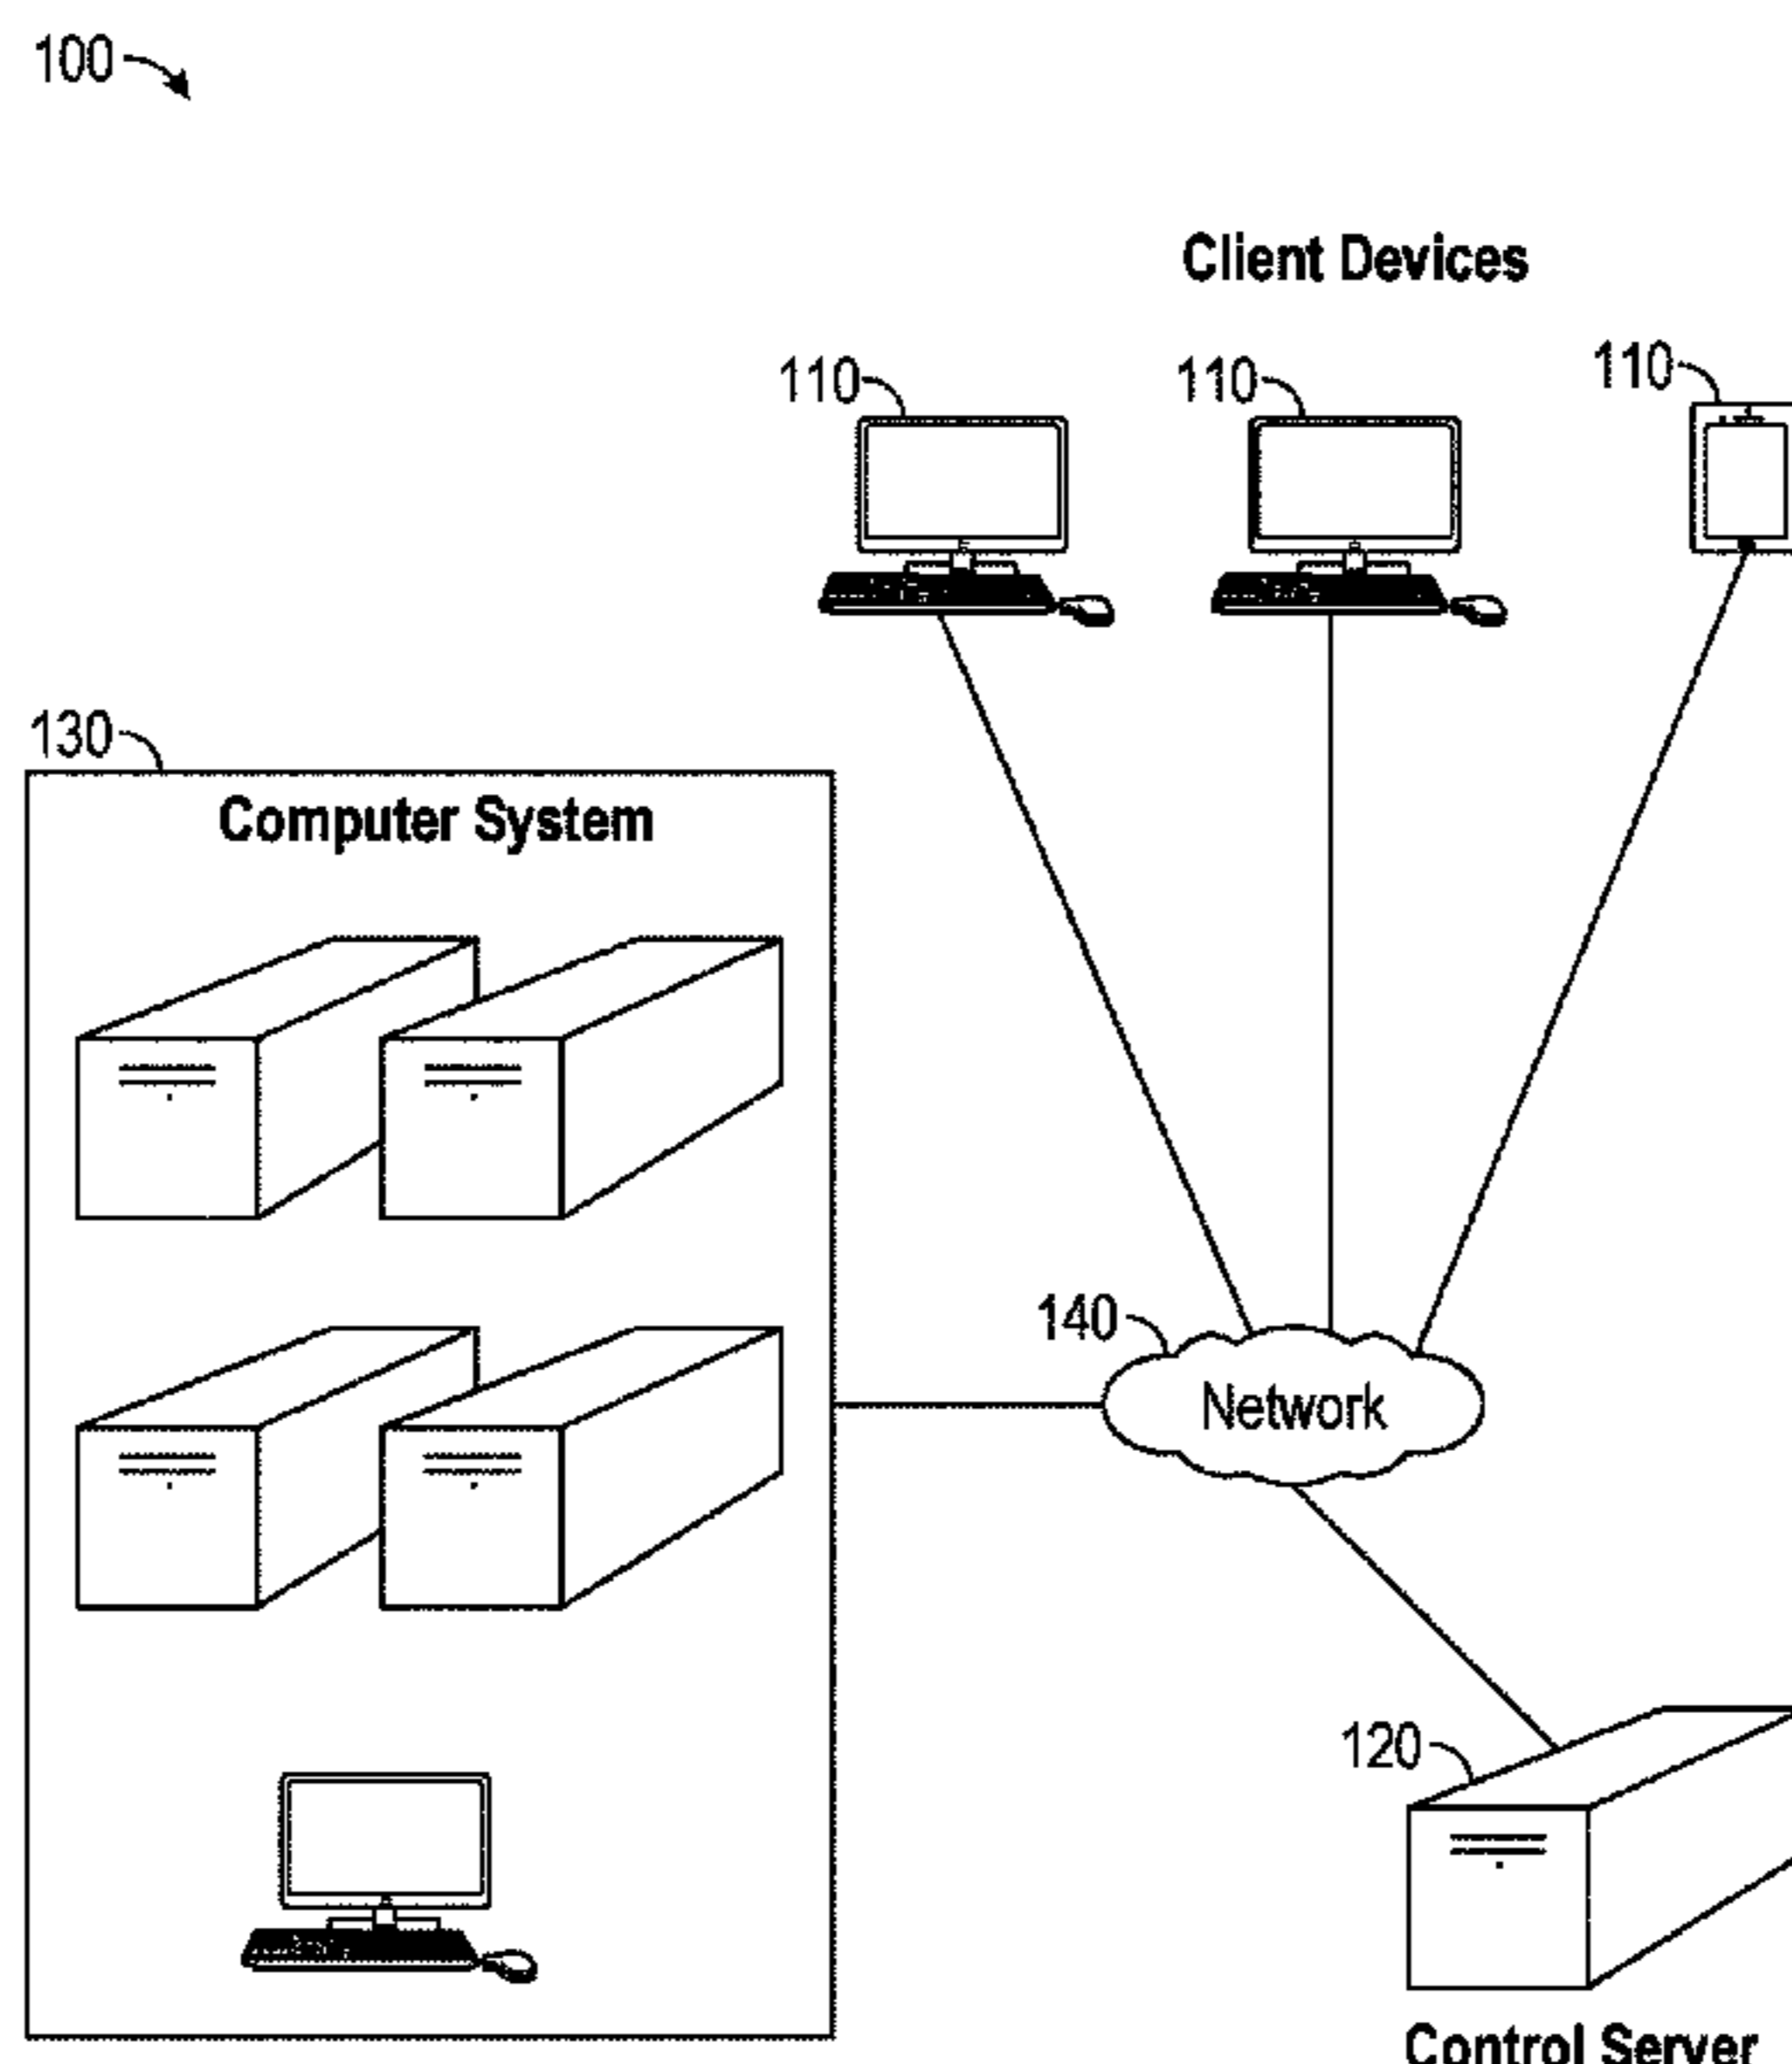 100
Client Devices
110
110
110
130
Computer System
140
Network
120
Control Server